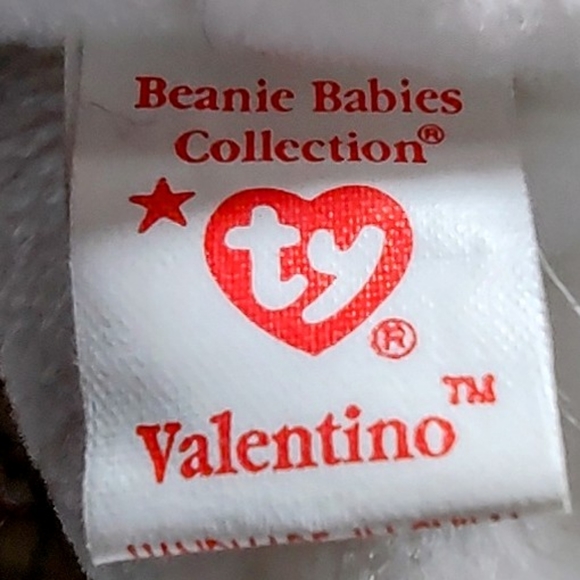 Beanie Babies
Collection®
ty®
Valentino™